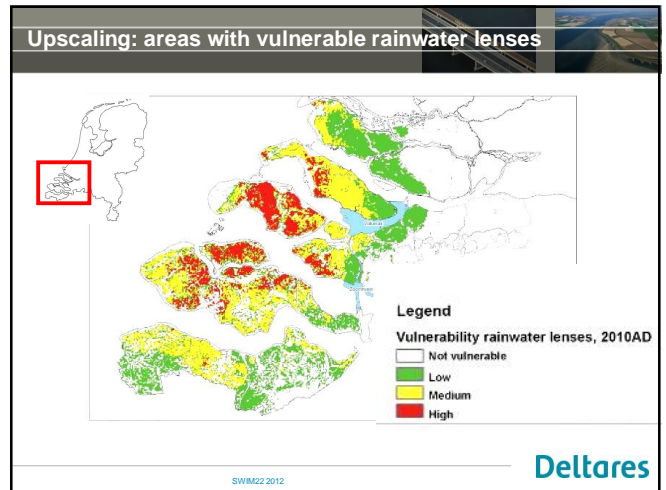 Upscaling: areas with vulnerable rainwater lenses
Legend
Vulnerability rainwater lenses, 2010AD
Not vulnerable
Low
Medium
High
SWIM22 2012
Deltares